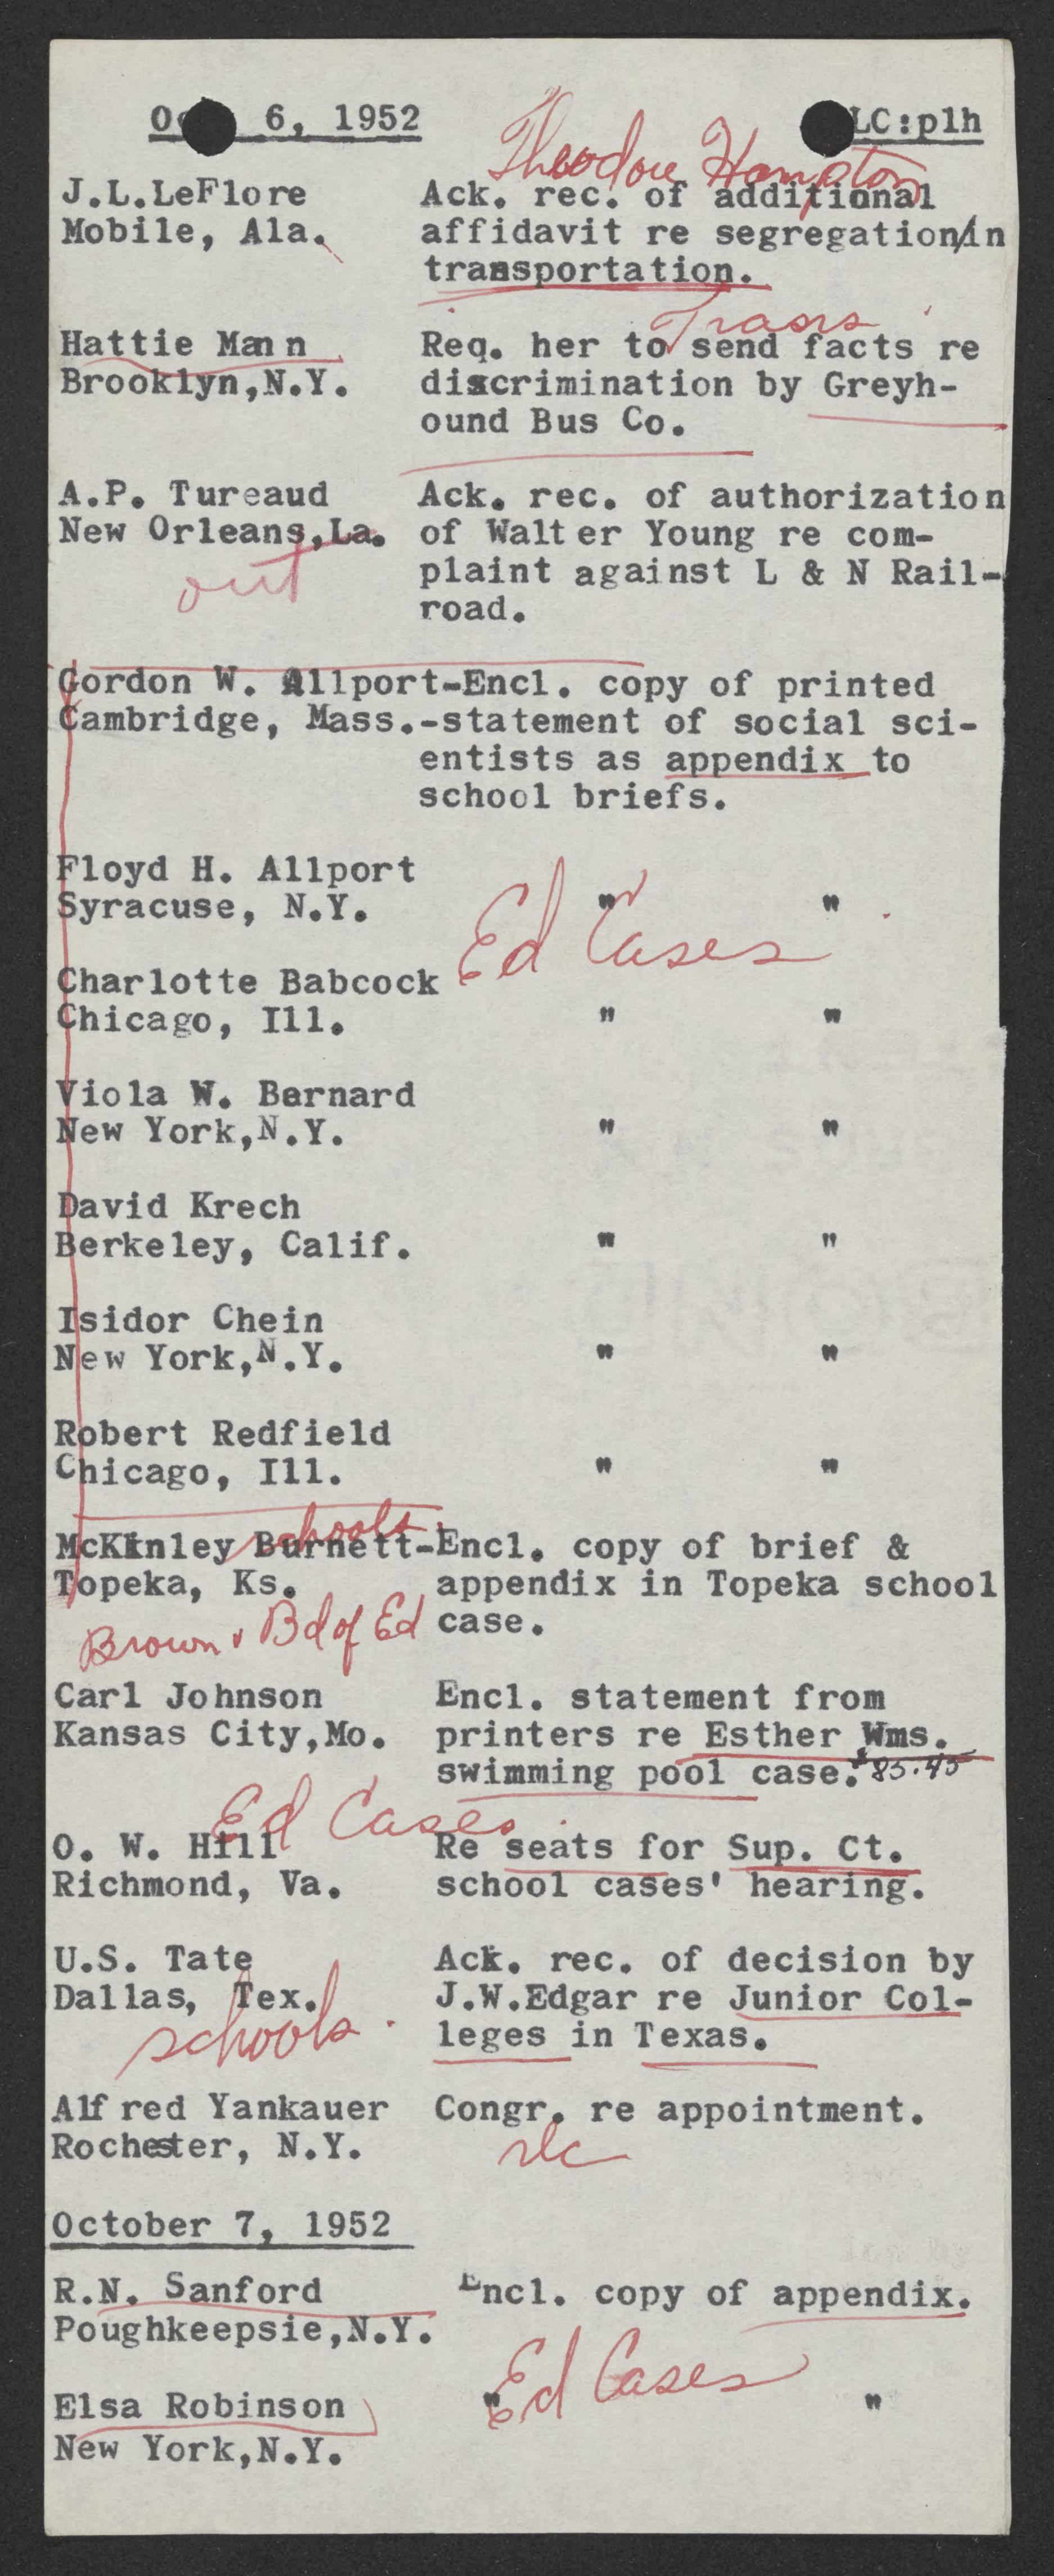 O 6, 1952 LC:plh
Theodore Hampton
J.L.LeFlore Ack. rec. of additional
Mobile, Ala. affidavit re segregation/in
transportation.
Trans
Hattie Mann Req. her to send facts re
Brooklyn,N.Y. discrimination by Greyh-
ound Bus Co.
A.P. Tureaud Ack. rec. of authorization
New Orleans,La. of Walter Young re com-
out plaint against L & N Rail-
road.
Gordon W. Allport-Encl. copy of printed
Cambridge, Mass.-statement of social sci-
entists as appendix to
school briefs.
Floyd H. Allport
Syracuse, N.Y. " "
Ed Cases
Charlotte Babcock
Chicago, Ill. " "
Viola W. Bernard
New York,N.Y. " "
David Krech
Berkeley, Calif. " "
Isidor Chein
New York,N.Y. " "
Robert Redfield
Chicago, Ill. " "
schools
McKinley Burnett-Encl. copy of brief &
Topeka, Ks. appendix in Topeka school
Brown v Bd of Ed case.
Carl Johnson Encl. statement from
Kansas City,Mo. printers re Esther Wms.
swimming pool case. $85.45
Ed Cases
O. W. Hill Re seats for Sup. Ct.
Richmond, Va. school cases' hearing.
U.S. Tate Ack. rec. of decision by
Dallas, Tex. J.W.Edgar re Junior Col-
schools leges in Texas.
Alfred Yankauer Congr. re appointment.
Rochester, N.Y.
October 7, 1952
R.N. Sanford Encl. copy of appendix.
Poughkeepsie,N.Y.
Ed Cases
Elsa Robinson " "
New York,N.Y.